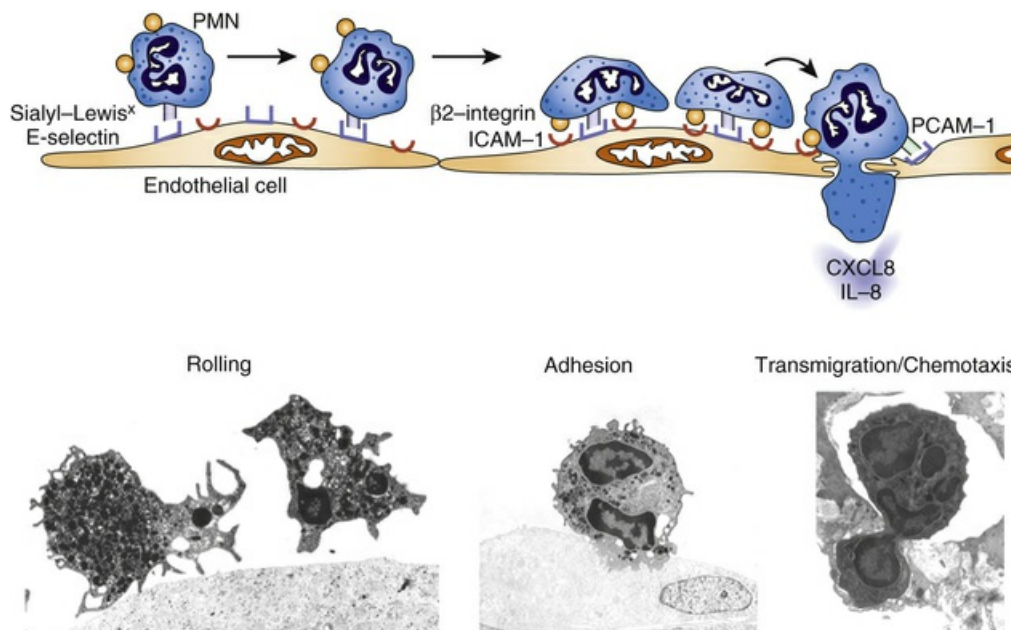 PMN
Sialyl–Lewisˣ
E-selectin
Endothelial cell
β2–integrin
ICAM–1
PCAM–1
CXCL8
IL–8
Rolling
Adhesion
Transmigration/Chemotaxis